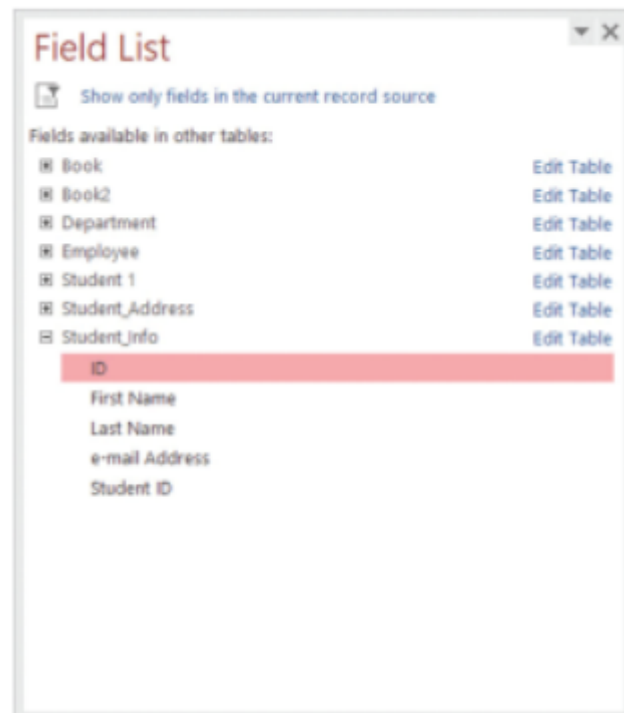 Field List
Show only fields in the current record source
Fields available in other tables:
Book Edit Table
Book2 Edit Table
Department Edit Table
Employee Edit Table
Student 1 Edit Table
Student_Address Edit Table
Student_Info Edit Table
ID
First Name
Last Name
e-mail Address
Student ID